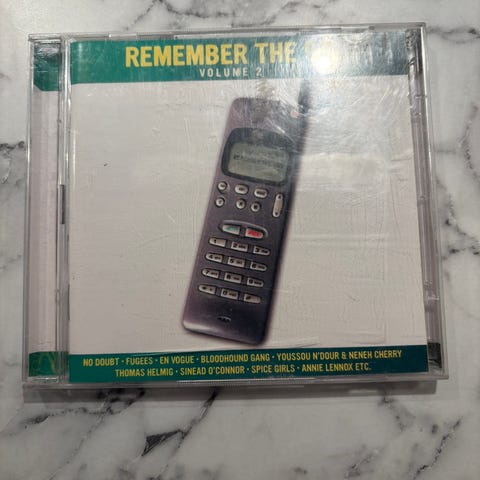 REMEMBER THE
VOLUME 2
NO DOUBT · FUGEES · EN VOGUE · BLOODHOUND GANG · YOUSSOU N'DOUR & NENEH CHERRY
THOMAS HELMIG · SINEAD O'CONNOR · SPICE GIRLS · ANNIE LENNOX ETC.